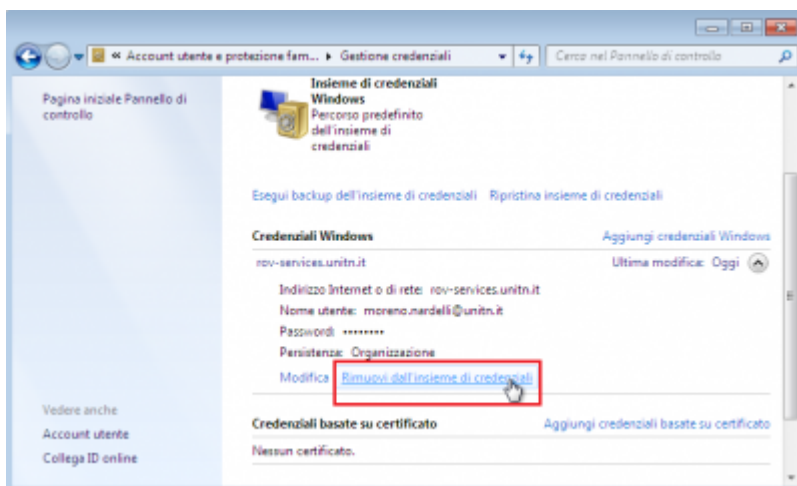 « Account utente e protezione fam... ▸ Gestione credenziali
Cerca nel Pannello di controllo
Pagina iniziale Pannello di
controllo
Insieme di credenziali
Windows
Percorso predefinito
dell'insieme di
credenziali
Esegui backup dell'insieme di credenziali Ripristina insieme di credenziali
Credenziali Windows Aggiungi credenziali Windows
rov-services.unitn.it Ultima modifica: Oggi
Indirizzo Internet o di rete: rov-services.unitn.it
Nome utente: moreno.nardelli@unitn.it
Password: ••••••••
Persistenza: Organizzazione
Modifica Rimuovi dall'insieme di credenziali
Credenziali basate su certificato Aggiungi credenziali basate su certificato
Nessun certificato.
Vedere anche
Account utente
Collega ID online